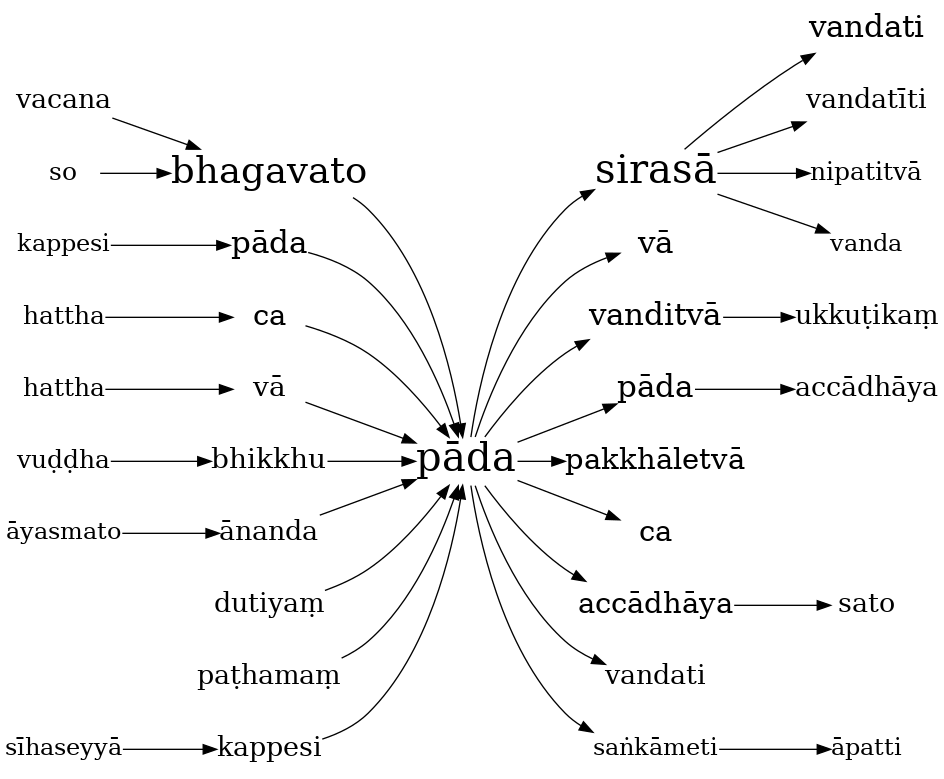 vandati
vacana vandatīti
so bhagavato sirasā nipatitvā
kappesi pāda vā vanda
hattha ca vanditvā ukkuṭikaṃ
hattha vā pāda accādhāya
vuḍḍha bhikkhu pāda pakkhāletvā
āyasmato ānanda ca
dutiyaṃ accādhāya sato
paṭhamaṃ vandati
sīhaseyyā kappesi saṅkāmeti āpatti